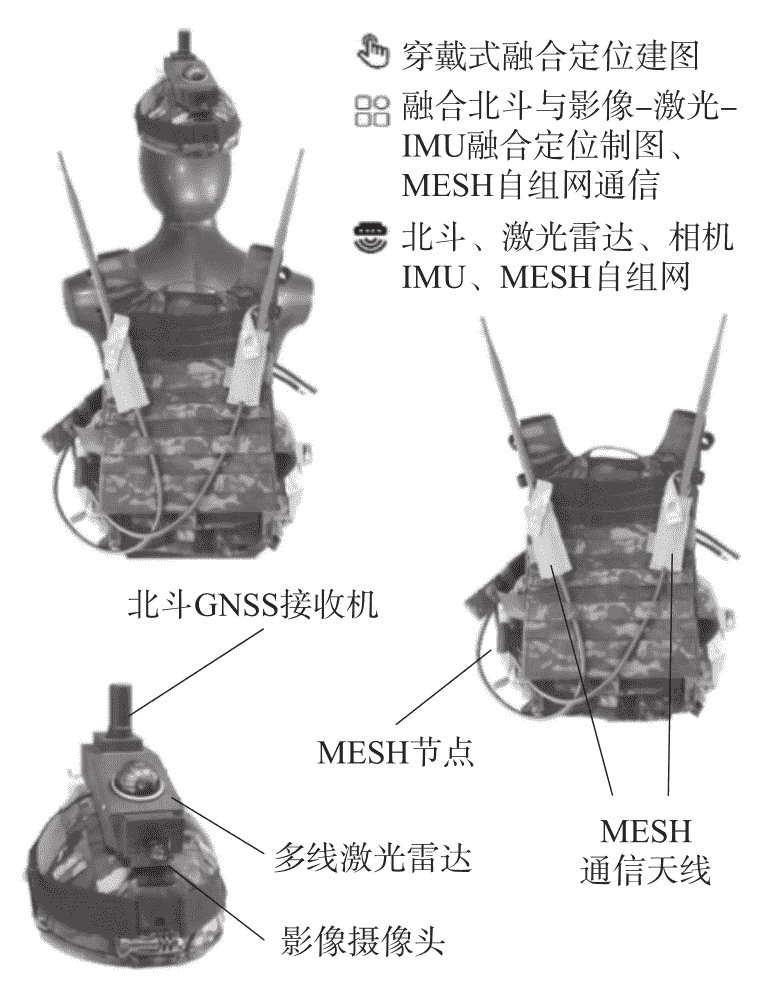 穿戴式融合定位建图
融合北斗与影像–激光–
IMU融合定位制图、
MESH自组网通信
北斗、激光雷达、相机
IMU、MESH自组网
北斗GNSS接收机
MESH节点
MESH
通信天线
多线激光雷达
影像摄像头